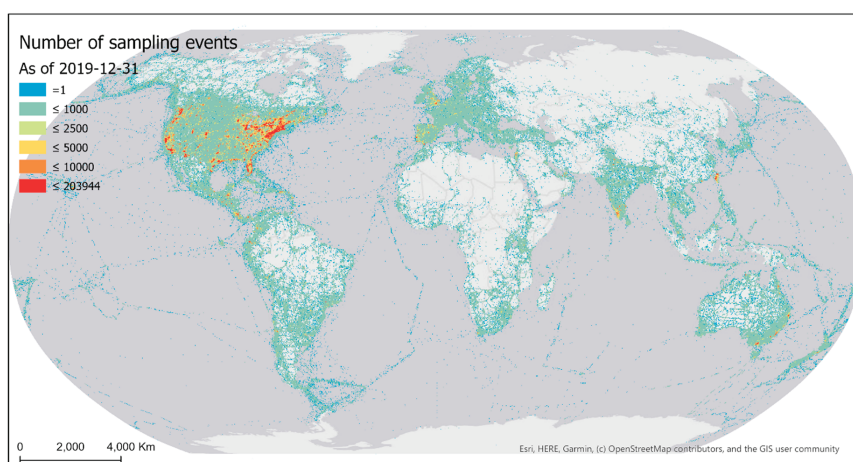 Number of sampling events
As of 2019-12-31
=1
≤ 1000
≤ 2500
≤ 5000
≤ 10000
≤ 203944
0 2,000 4,000 Km
Esri, HERE, Garmin, (c) OpenStreetMap contributors, and the GIS user community